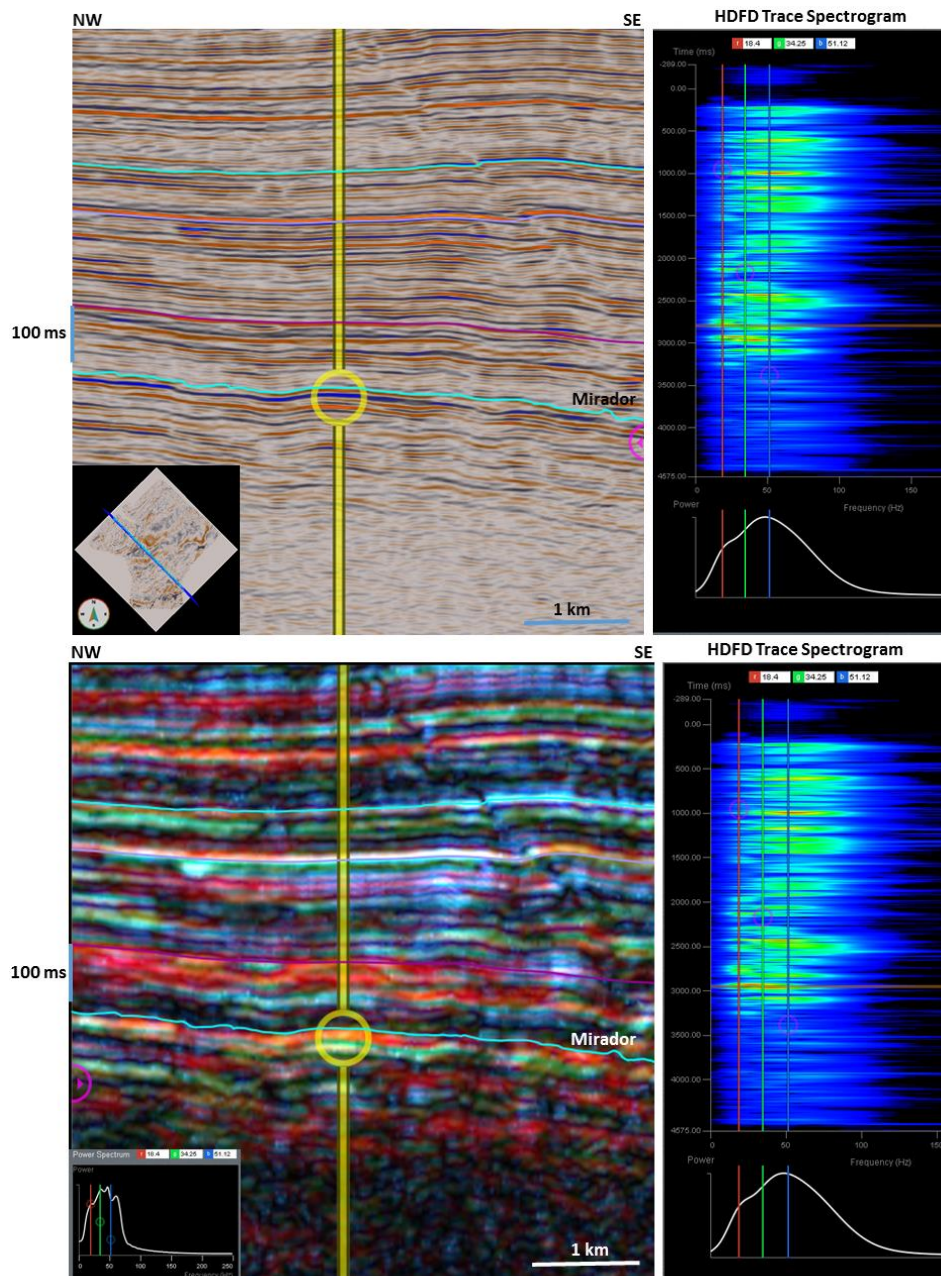 NW SE HDFD Trace Spectrogram
r 18.4 g 34.25 b 51.12
Time (ms)
-289.00
0.00
500.00
1000.00
1500.00
2000.00
2500.00
3000.00
3500.00
4000.00
4575.00
0 50 100 150
Power Frequency (Hz)
100 ms
Mirador
N
1 km
NW SE HDFD Trace Spectrogram
r 18.4 g 34.25 b 51.12
Time (ms)
-289.00
0.00
500.00
1000.00
1500.00
2000.00
2500.00
3000.00
3500.00
4000.00
4575.00
0 50 100 150
Power Frequency (Hz)
100 ms
Mirador
Power Spectrum r 18.4 g 34.25 b 51.12
Power
0 50 100 150 200 250
1 km